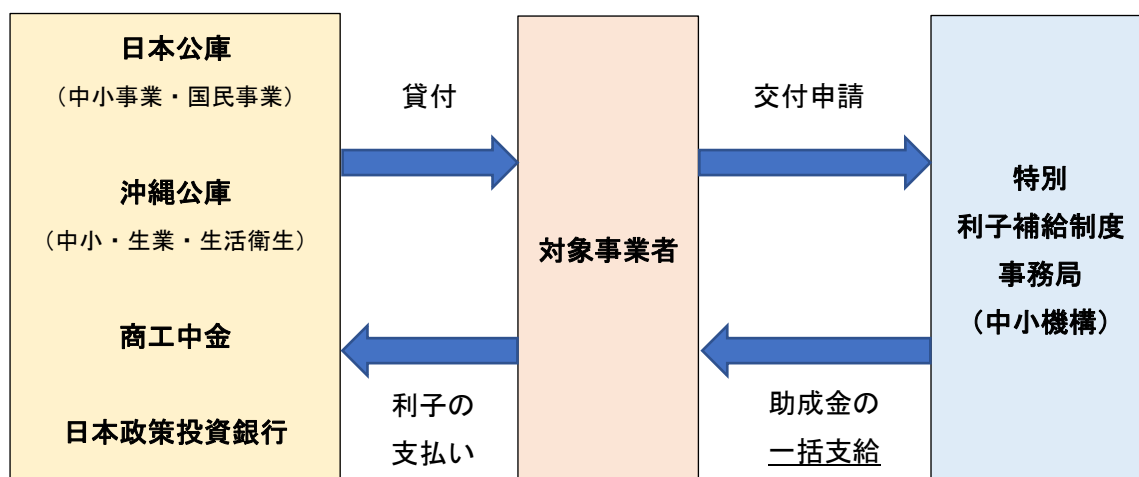 日本公庫
（中小事業・国民事業）
沖縄公庫
（中小・生業・生活衛生）
商工中金
日本政策投資銀行
貸付
利子の
支払い
対象事業者
交付申請
助成金の
一括支給
特別
利子補給制度
事務局
（中小機構）